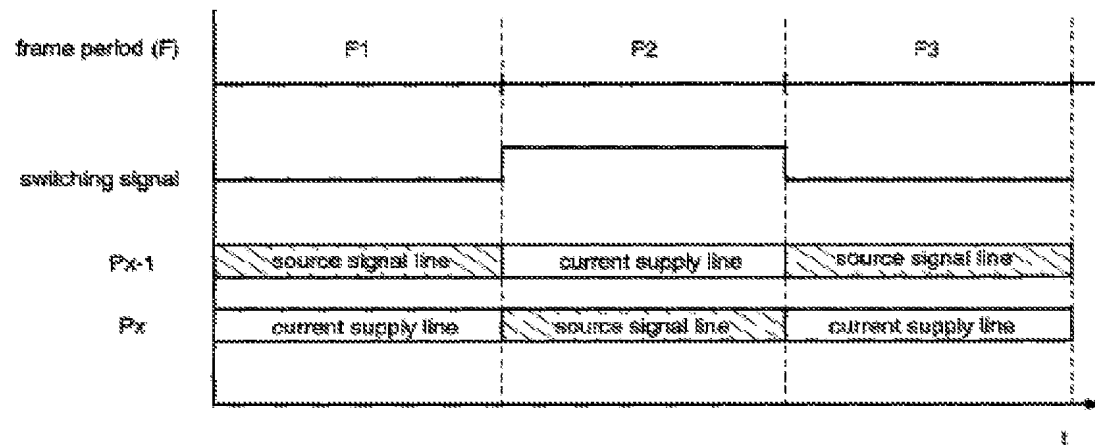 frame period (F) F1 F2 F3
switching signal
Px-1 source signal line current supply line source signal line
Px current supply line source signal line current supply line
t